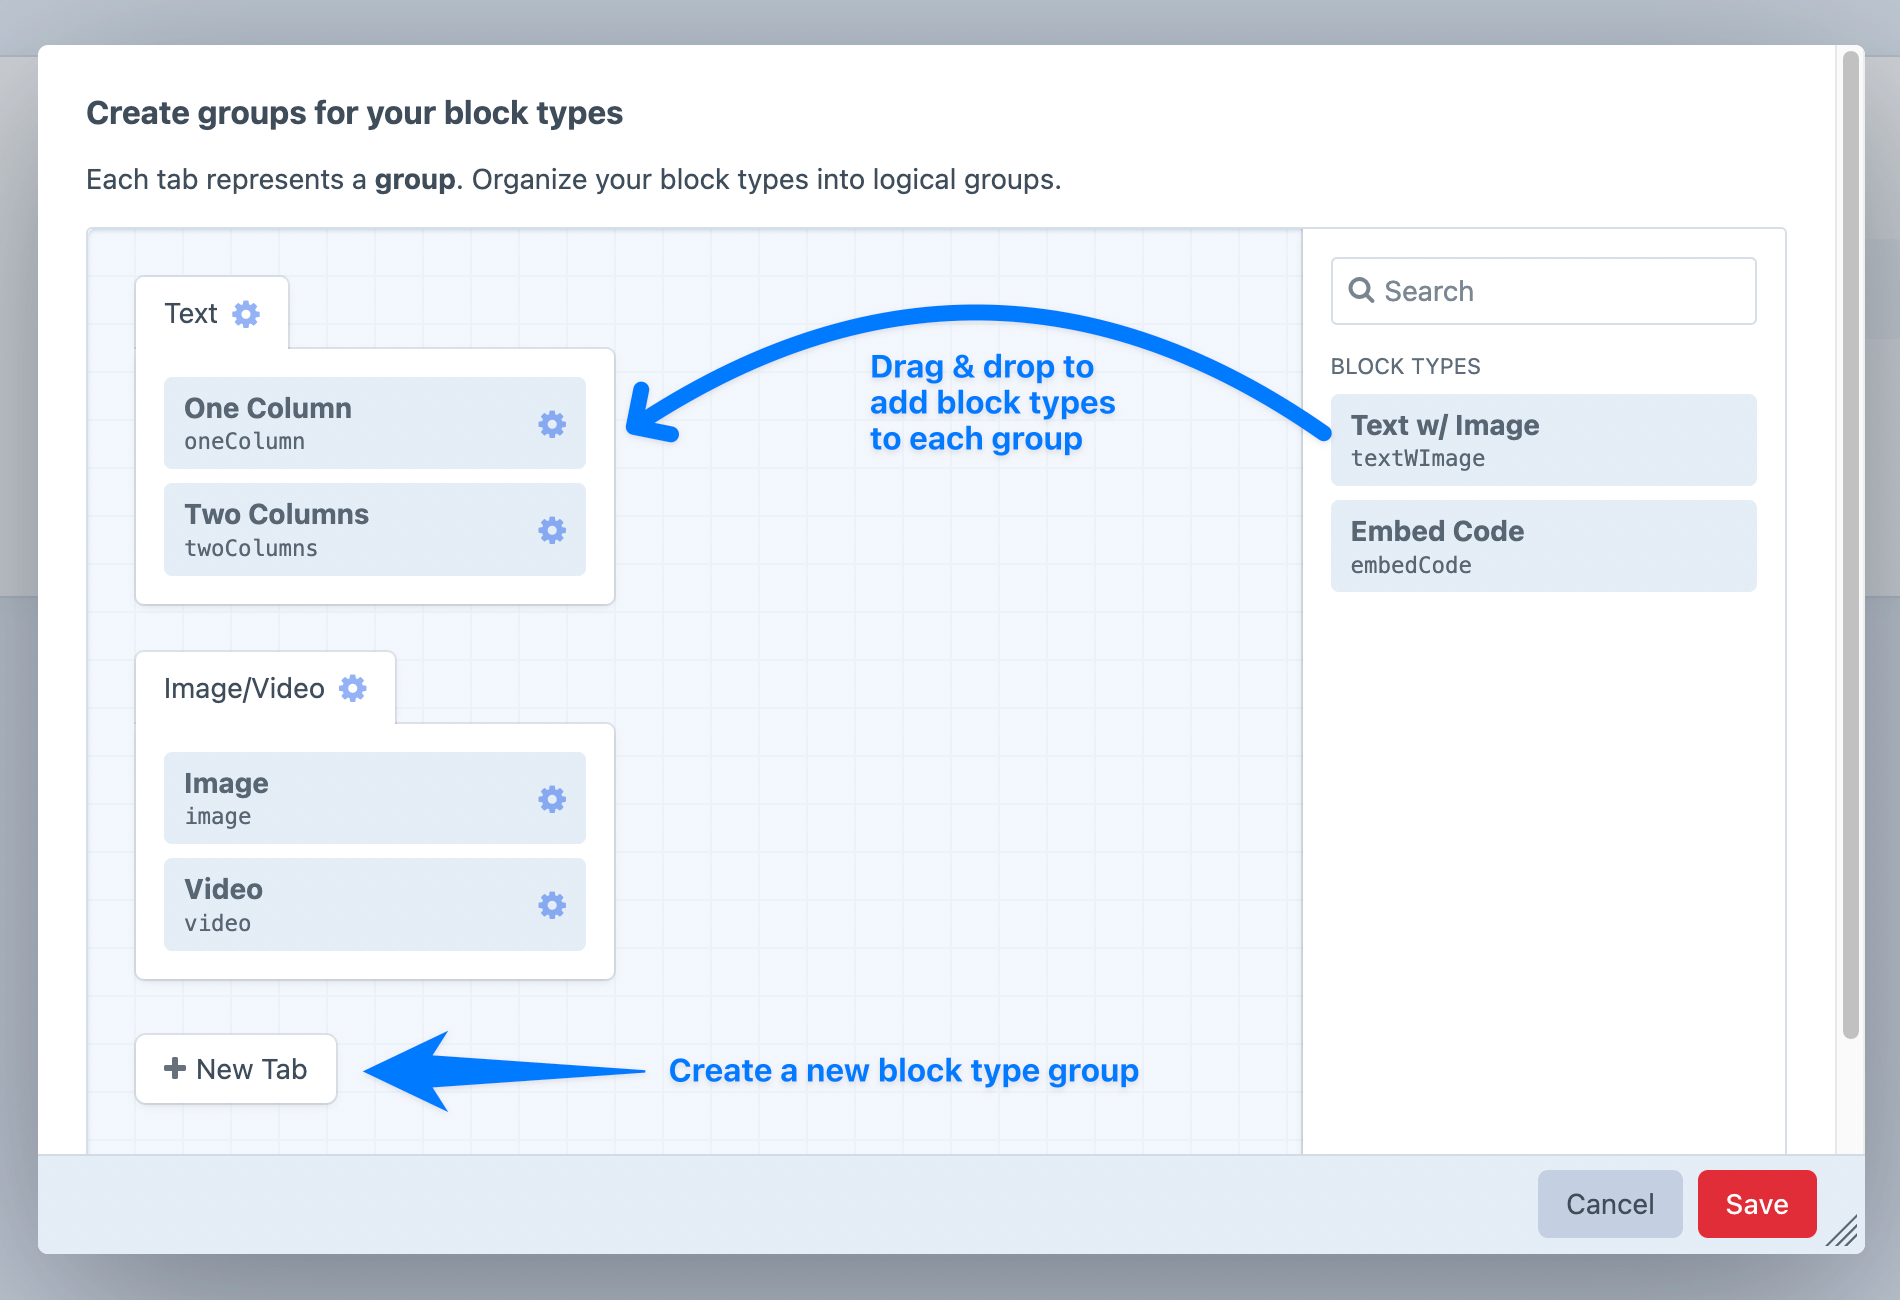 Create groups for your block types
Each tab represents a group. Organize your block types into logical groups.
Text
One Column
oneColumn
Two Columns
twoColumns
Drag & drop to
add block types
to each group
Search
BLOCK TYPES
Text w/ Image
textWImage
Embed Code
embedCode
Image/Video
Image
image
Video
video
New Tab
Create a new block type group
Cancel
Save